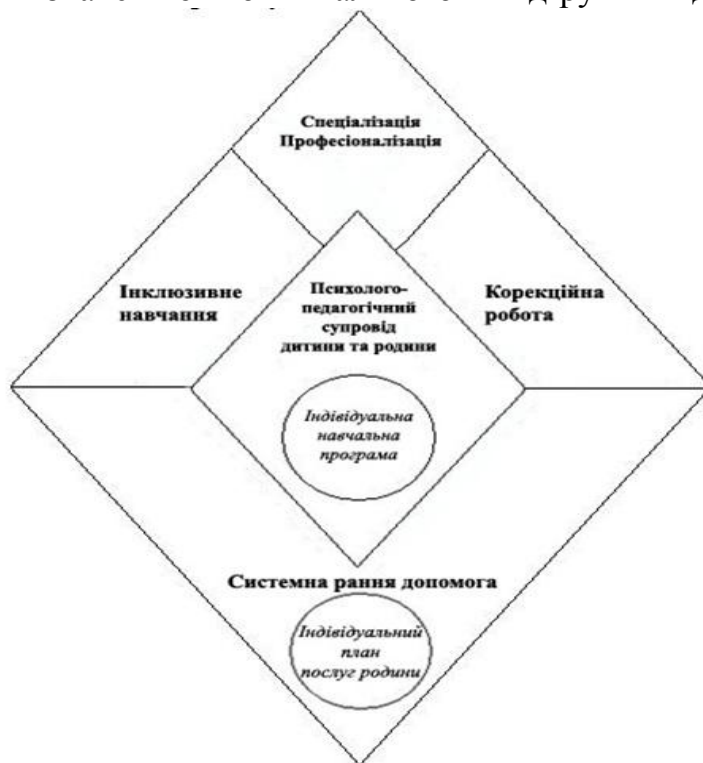 Спеціалізація
Професіоналізація
Інклюзивне
навчання
Психолого-
педагогічний
супровід
дитини та родини
Корекційна
робота
Індивідуальна
навчальна
програма
Системна рання допомога
Індивідуальний
план
послуг родини